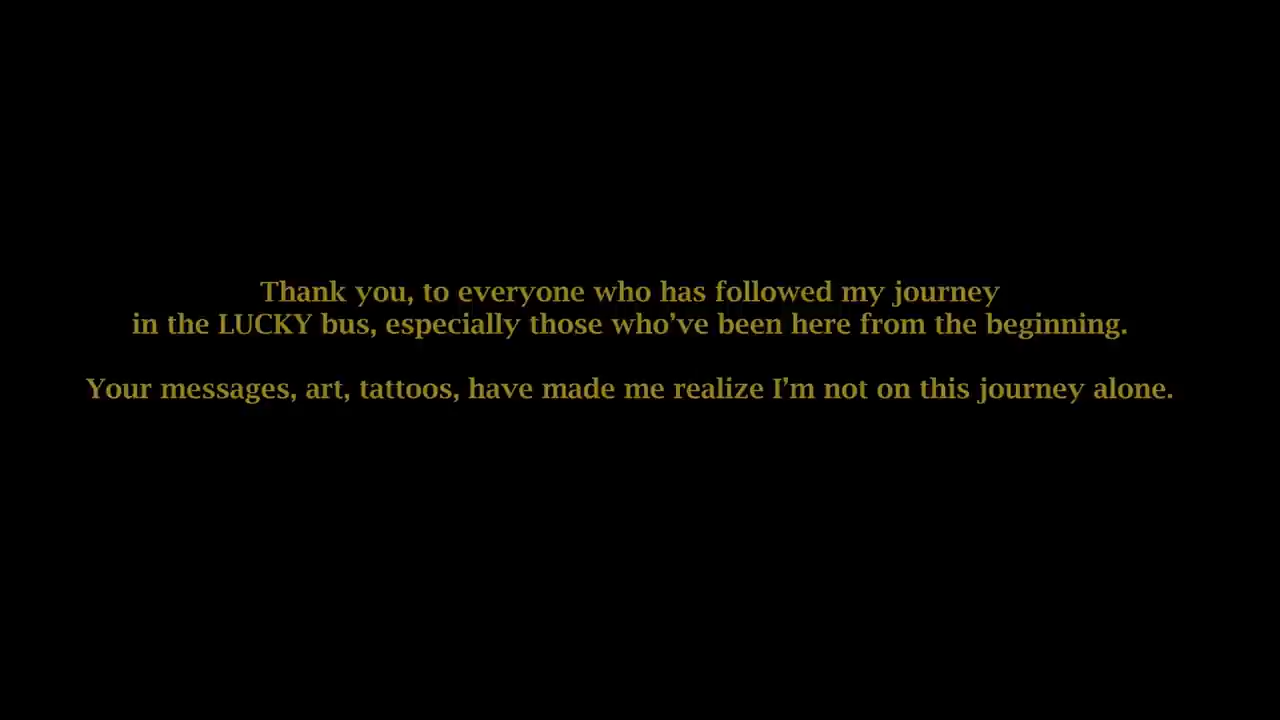 Thank you, to everyone who has followed my journey
in the LUCKY bus, especially those who’ve been here from the beginning.
Your messages, art, tattoos, have made me realize I’m not on this journey alone.